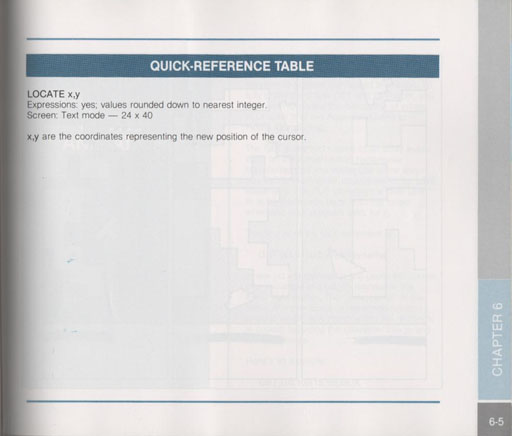 QUICK-REFERENCE TABLE
LOCATE x,y
Expressions: yes; values rounded down to nearest integer.
Screen: Text mode — 24 x 40
x,y are the coordinates representing the new position of the cursor.
CHAPTER 6
6-5